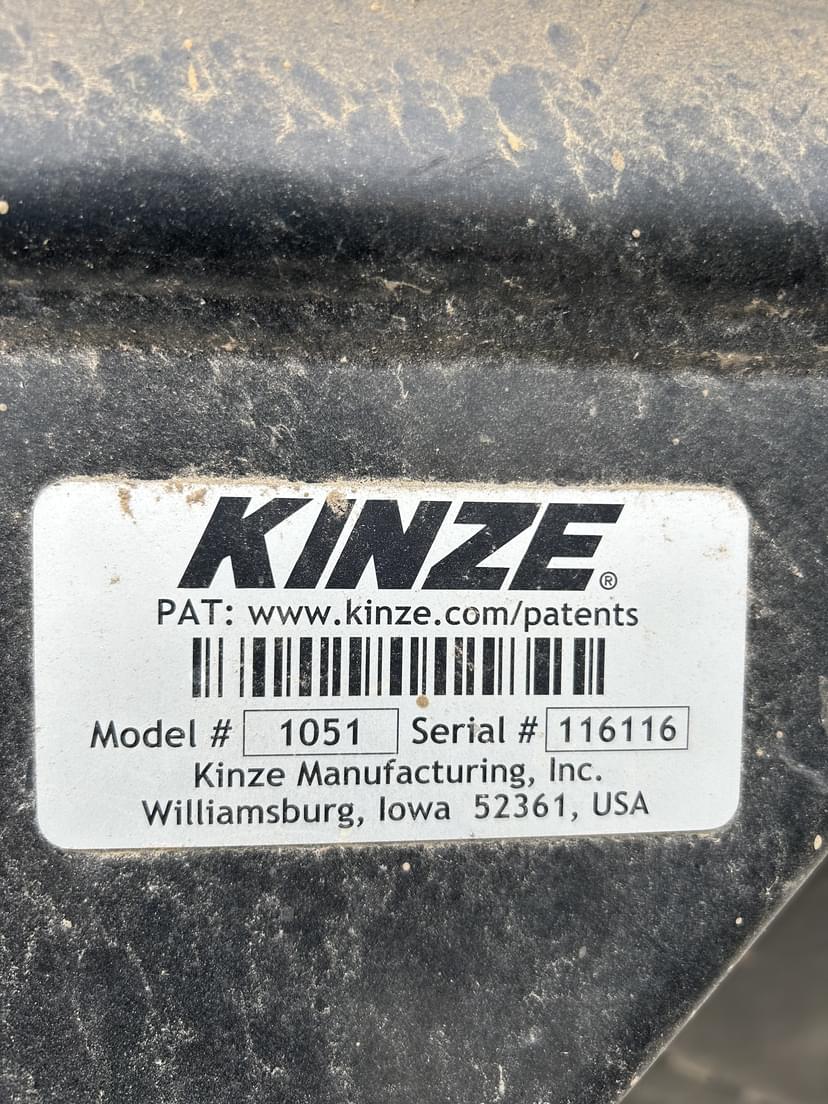 KINZE®
PAT: www.kinze.com/patents
Model # 1051 Serial # 116116
Kinze Manufacturing, Inc.
Williamsburg, Iowa 52361, USA